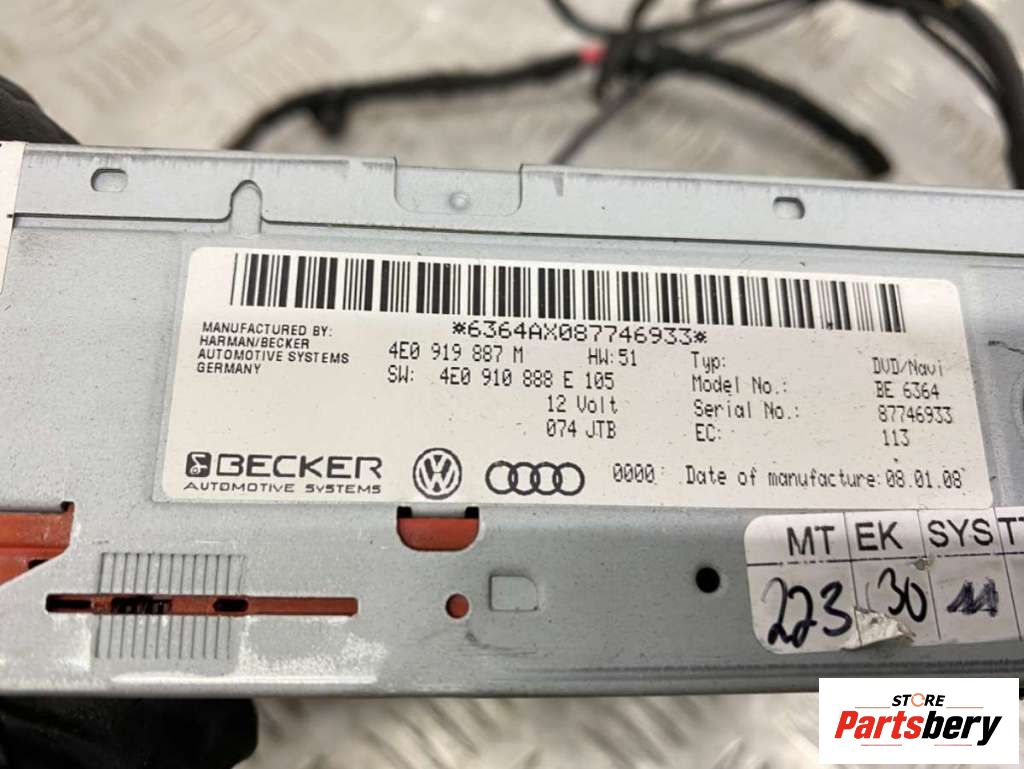 *6364AX087746933*
MANUFACTURED BY:
HARMAN/BECKER
AUTOMOTIVE SYSTEMS
GERMANY
4E0 919 887 M HW:51
SW: 4E0 910 888 E 105
12 Volt
074 JTB
Typ: DVD/Navi
Model No.: BE 6364
Serial No.: 87746933
EC: 113
BECKER
AUTOMOTIVE SYSTEMS
0000 Date of manufacture: 08.01.08
MT EK SYS
223 30 11
STORE
Partsbery